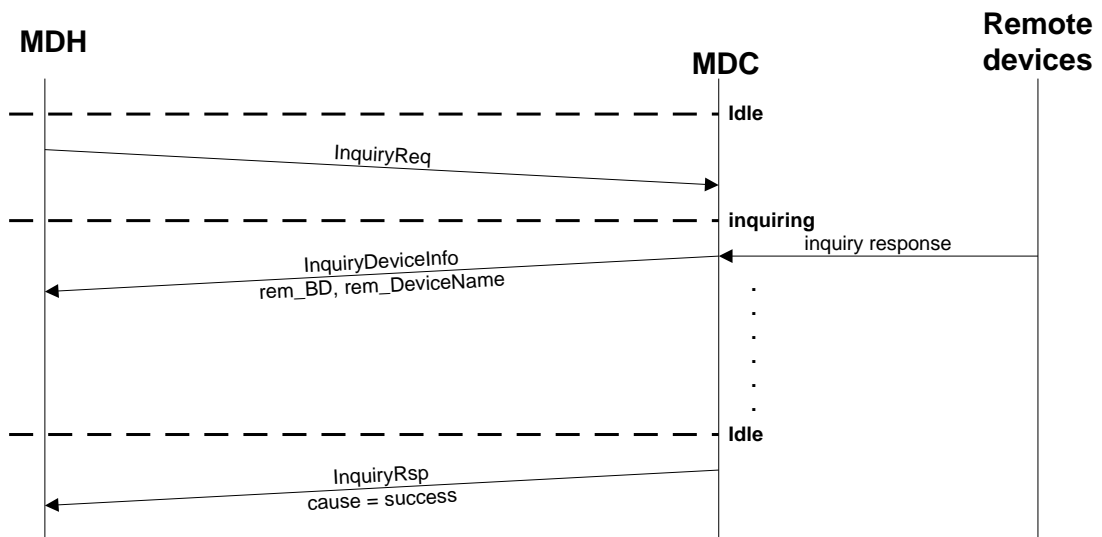 Remote
devices
MDH
MDC
Idle
InquiryReq
inquiring
inquiry response
InquiryDeviceInfo
rem_BD, rem_DeviceName
Idle
InquiryRsp
cause = success